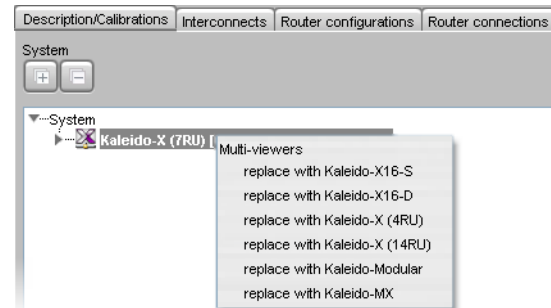 Description/Calibrations Interconnects Router configurations Router connections
System
System
Kaleido-X (7RU) [
Multi-viewers
replace with Kaleido-X16-S
replace with Kaleido-X16-D
replace with Kaleido-X (4RU)
replace with Kaleido-X (14RU)
replace with Kaleido-Modular
replace with Kaleido-MX